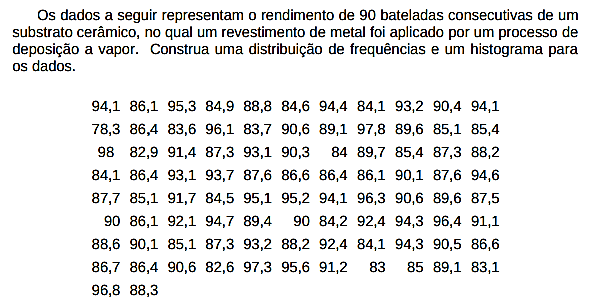 Os dados a seguir representam o rendimento de 90 bateladas consecutivas de um
substrato cerâmico, no qual um revestimento de metal foi aplicado por um processo de
deposição a vapor. Construa uma distribuição de frequências e um histograma para
os dados.
94,1 86,1 95,3 84,9 88,8 84,6 94,4 84,1 93,2 90,4 94,1
78,3 86,4 83,6 96,1 83,7 90,6 89,1 97,8 89,6 85,1 85,4
98 82,9 91,4 87,3 93,1 90,3 84 89,7 85,4 87,3 88,2
84,1 86,4 93,1 93,7 87,6 86,6 86,4 86,1 90,1 87,6 94,6
87,7 85,1 91,7 84,5 95,1 95,2 94,1 96,3 90,6 89,6 87,5
90 86,1 92,1 94,7 89,4 90 84,2 92,4 94,3 96,4 91,1
88,6 90,1 85,1 87,3 93,2 88,2 92,4 84,1 94,3 90,5 86,6
86,7 86,4 90,6 82,6 97,3 95,6 91,2 83 85 89,1 83,1
96,8 88,3